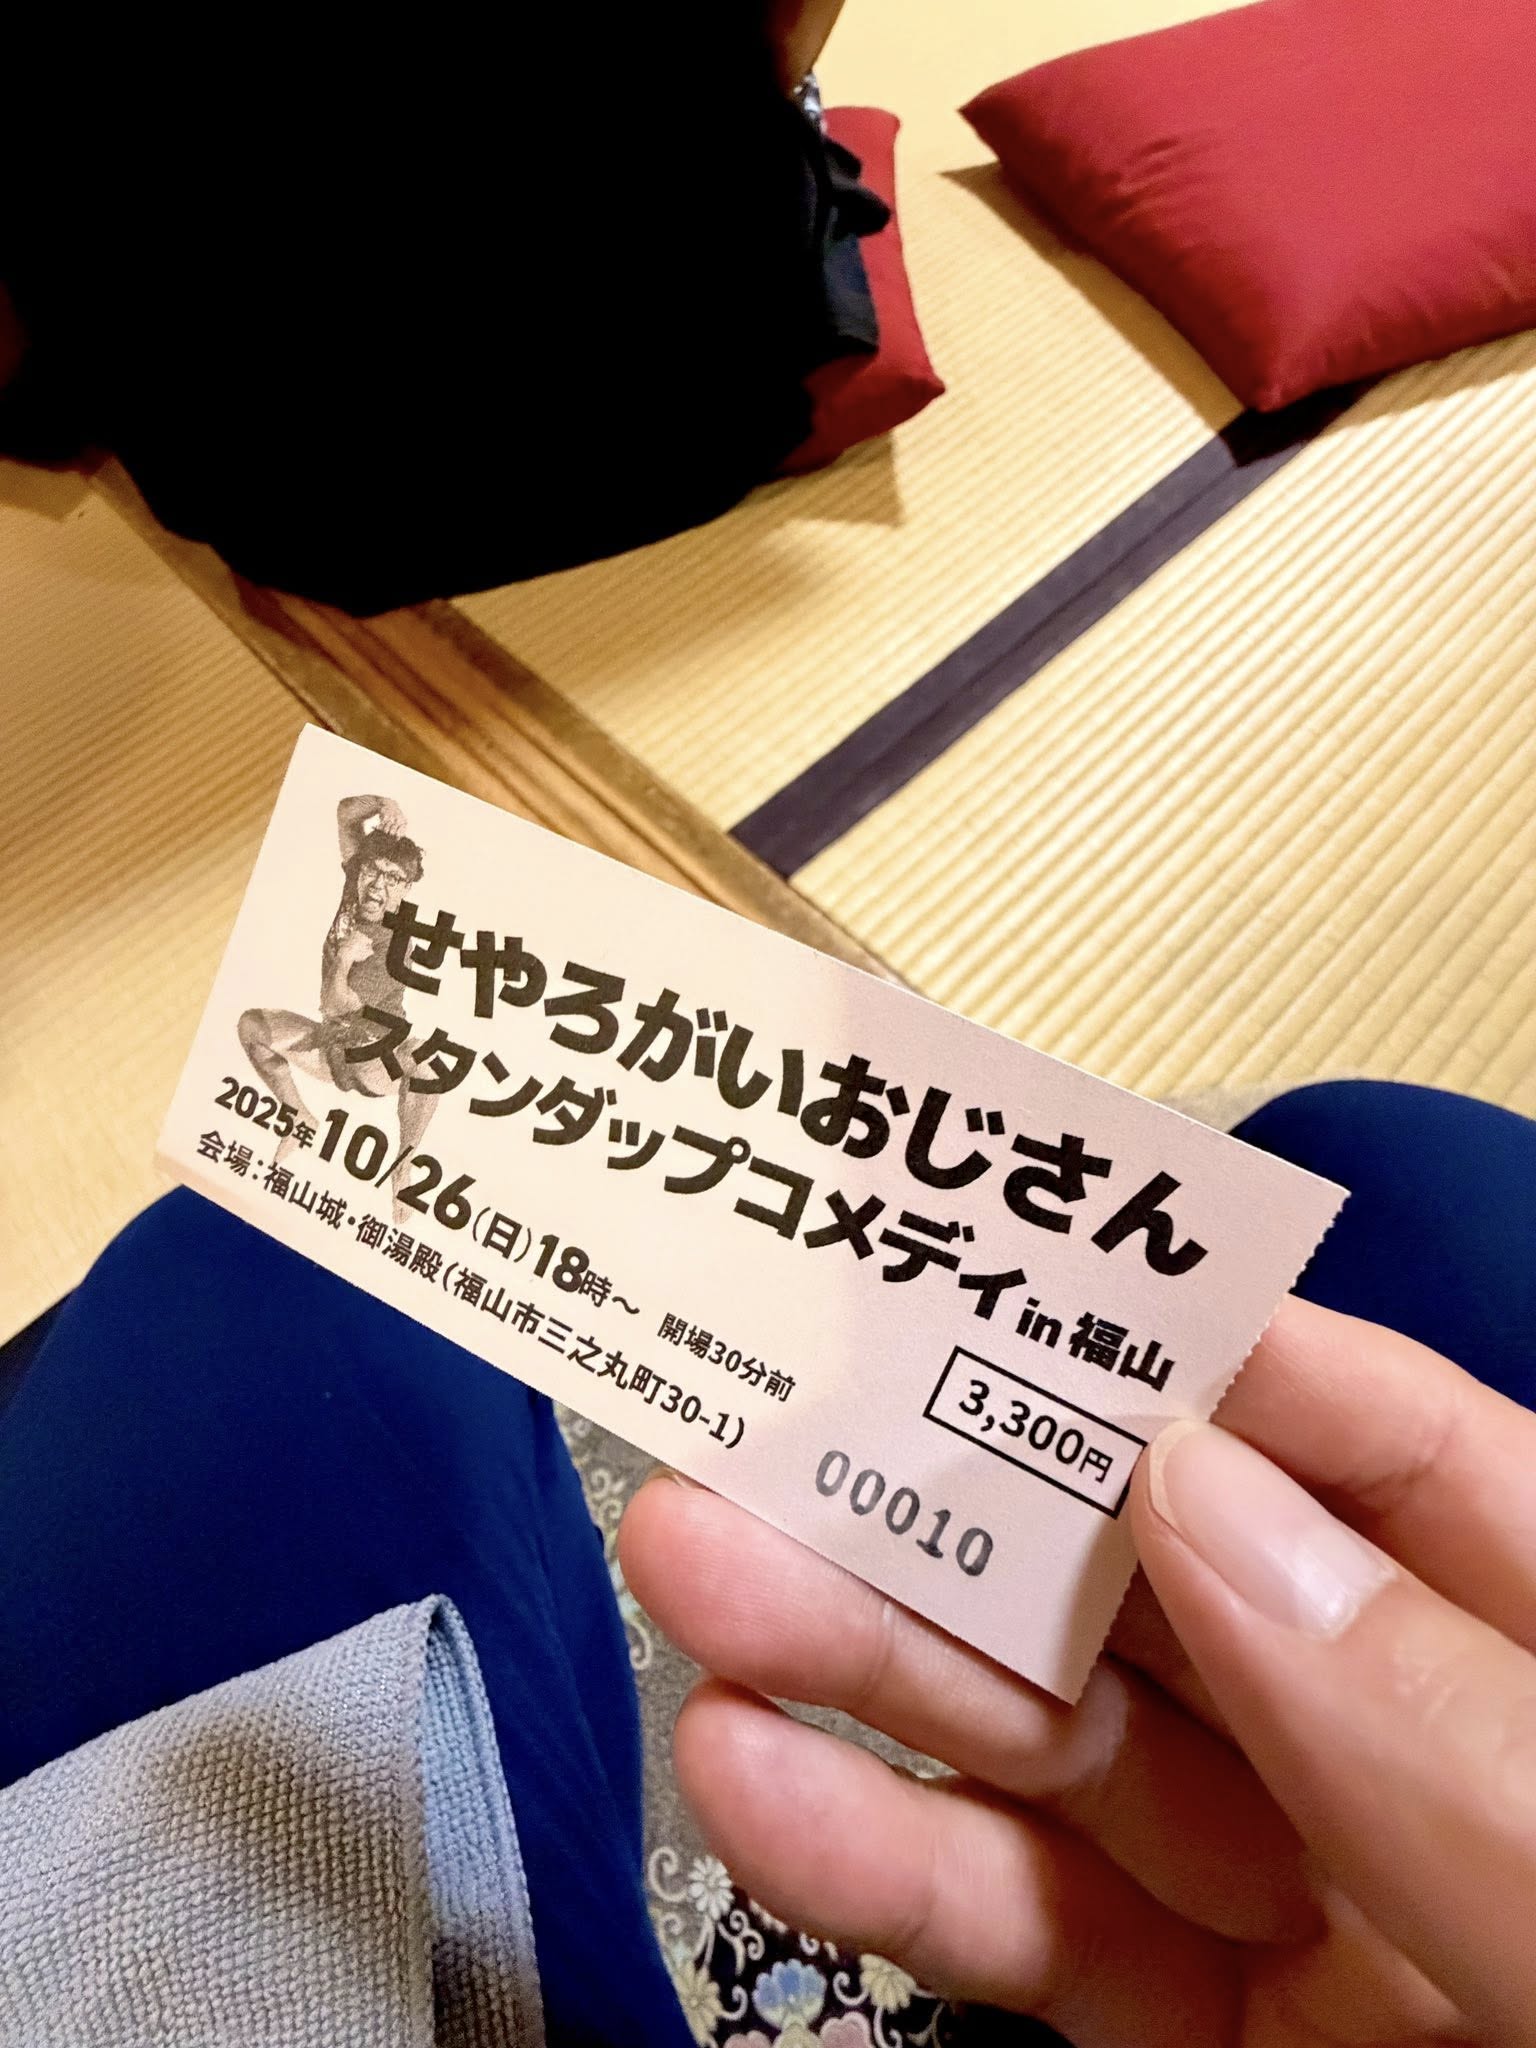 せやろがいおじさん
スタンダップコメディ in 福山
2025年 10/26(日)18時〜 開場30分前
会場:福山城・御湯殿(福山市三之丸町30-1)
3,300円
00010